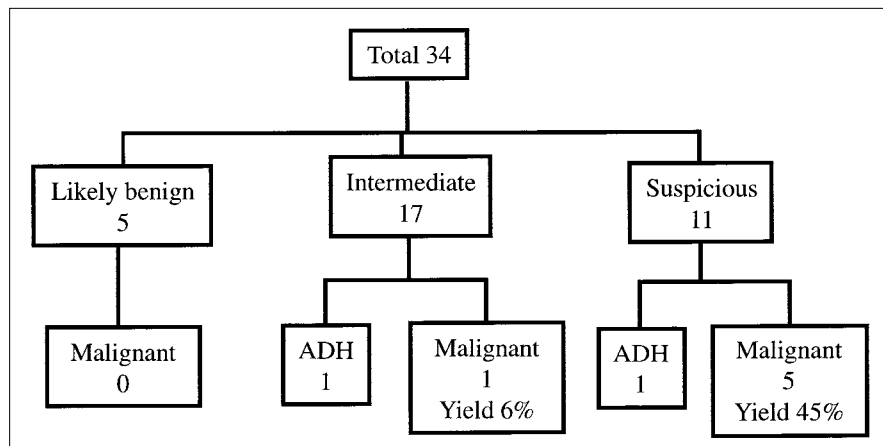 Total 34
Likely benign
5
Intermediate
17
Suspicious
11
Malignant
0
ADH
1
Malignant
1
Yield 6%
ADH
1
Malignant
5
Yield 45%